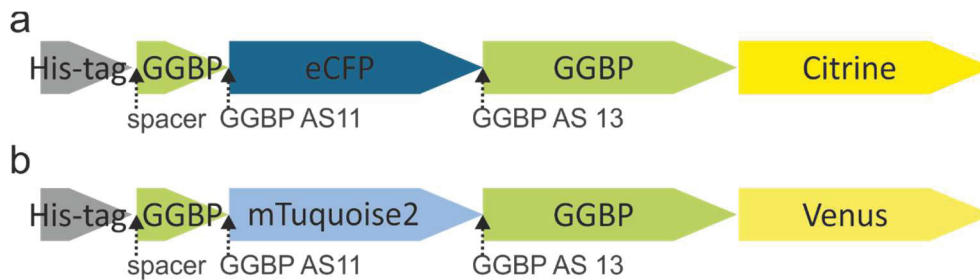 a
His-tag GGBP eCFP GGBP Citrine
spacer GGBP AS11 GGBP AS 13
b
His-tag GGBP mTuquoise2 GGBP Venus
spacer GGBP AS11 GGBP AS 13